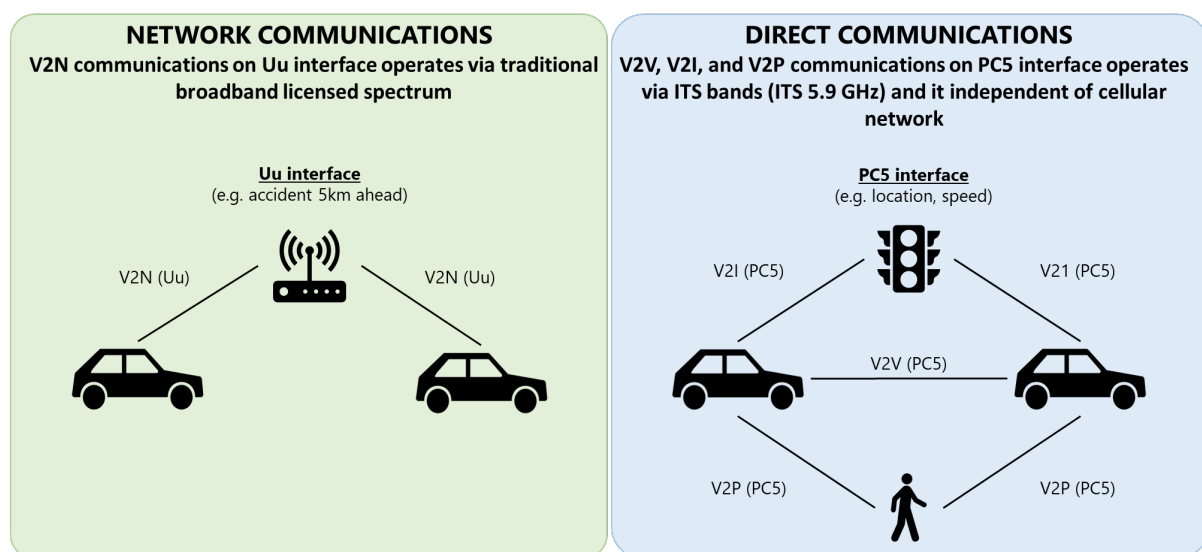 NETWORK COMMUNICATIONS
V2N communications on Uu interface operates via traditional
broadband licensed spectrum
Uu interface
(e.g. accident 5km ahead)
V2N (Uu)
V2N (Uu)
DIRECT COMMUNICATIONS
V2V, V2I, and V2P communications on PC5 interface operates
via ITS bands (ITS 5.9 GHz) and it independent of cellular
network
PC5 interface
(e.g. location, speed)
V2I (PC5)
V21 (PC5)
V2V (PC5)
V2P (PC5)
V2P (PC5)